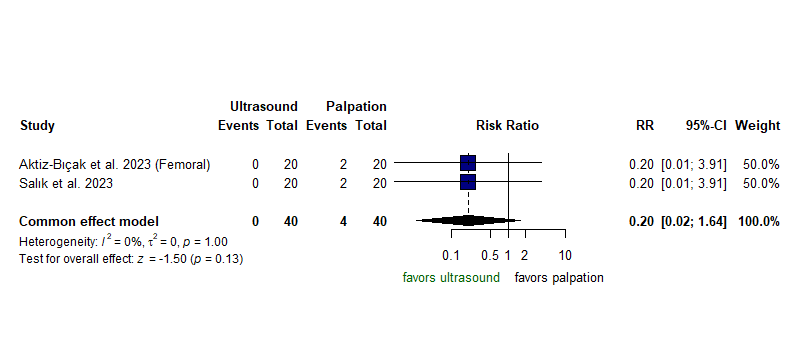 Ultrasound Palpation
Study Events Total Events Total Risk Ratio RR 95%-CI Weight
Aktiz-Bıçak et al. 2023 (Femoral) 0 20 2 20 0.20 [0.01; 3.91] 50.0%
Salık et al. 2023 0 20 2 20 0.20 [0.01; 3.91] 50.0%
Common effect model 0 40 4 40 0.20 [0.02; 1.64] 100.0%
Heterogeneity: I² = 0%, τ² = 0, p = 1.00
Test for overall effect: z = -1.50 (p = 0.13)
0.1 0.5 1 2 10
favors ultrasound favors palpation